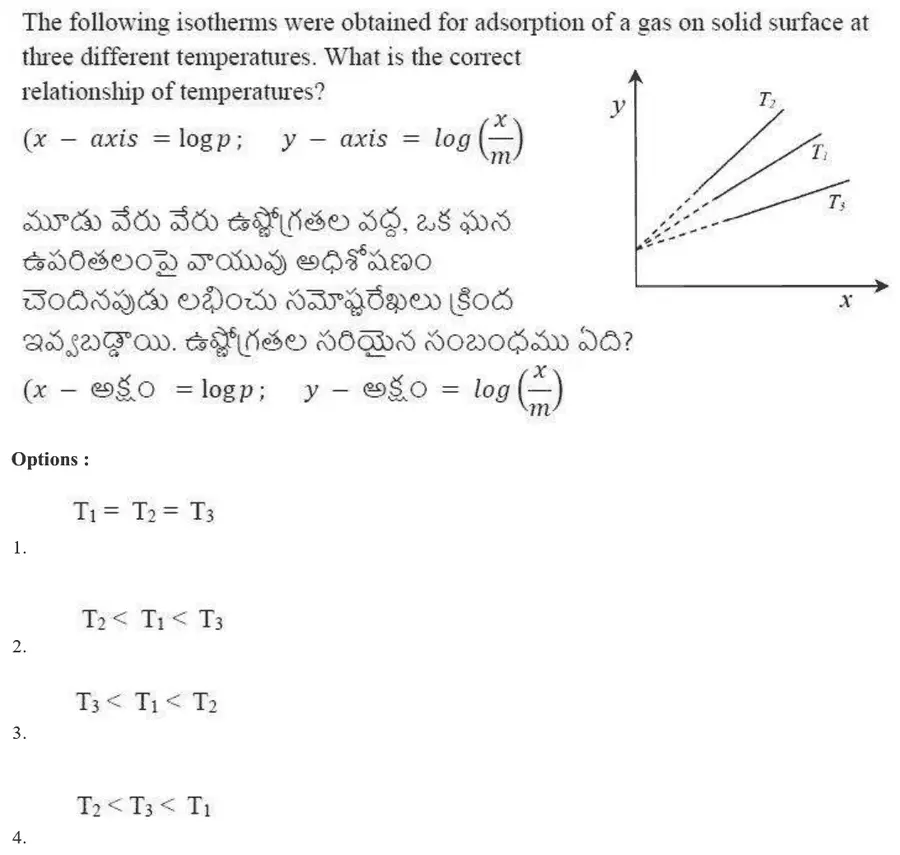 The following isotherms were obtained for adsorption of a gas on solid surface at
three different temperatures. What is the correct
relationship of temperatures?
(x − axis = log p ; y − axis = log (x/m)
మూడు వేరు వేరు ఉష్ణోగ్రతల వద్ద, ఒక ఘన
ఉపరితలంపై వాయువు అధిశోషణం
చెందినపుడు లభించు సమోష్ణరేఖలు క్రింద
ఇవ్వబడ్డాయి. ఉష్ణోగ్రతల సరియైన సంబంధము ఏది?
(x − అక్షం = log p ; y − అక్షం = log (x/m)
y
T₂
T₁
T₃
x
Options :
T₁ = T₂ = T₃
1.
T₂ < T₁ < T₃
2.
T₃ < T₁ < T₂
3.
T₂ < T₃ < T₁
4.